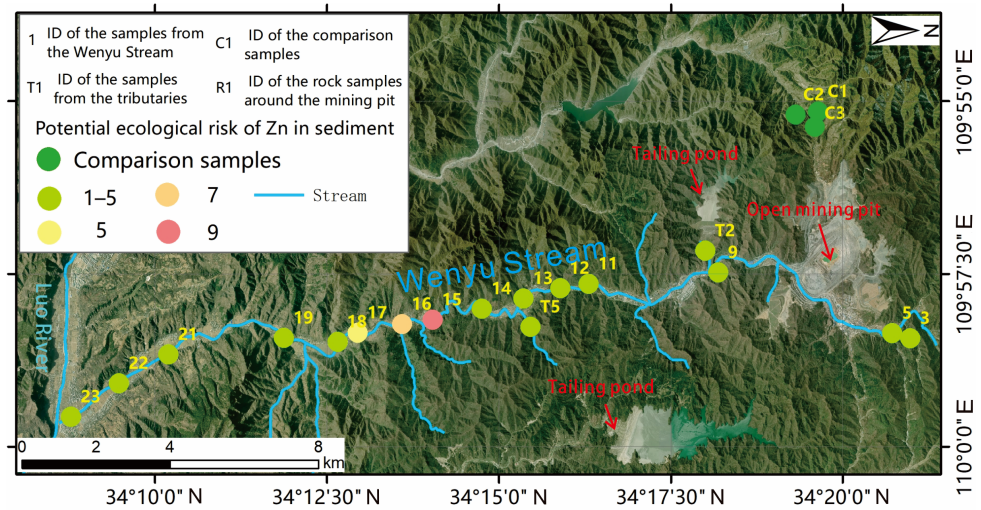 1 ID of the samples from
the Wenyu Stream
C1 ID of the comparison
samples
T1 ID of the samples
from the tributaries
R1 ID of the rock samples
around the mining pit
Potential ecological risk of Zn in sediment
Comparison samples
1–5
7
Stream
5
9
N
C2 C1
C3
109°55'0" E
Tailing pond
Open mining pit
T2
9
Wenyu Stream
11
12
13
14
15
16
17
18
19
T5
5
3
109°57'30" E
Luo River
21
22
23
Tailing pond
110°0'0" E
0 2 4 8
km
34°10'0" N 34°12'30" N 34°15'0" N 34°17'30" N 34°20'0" N